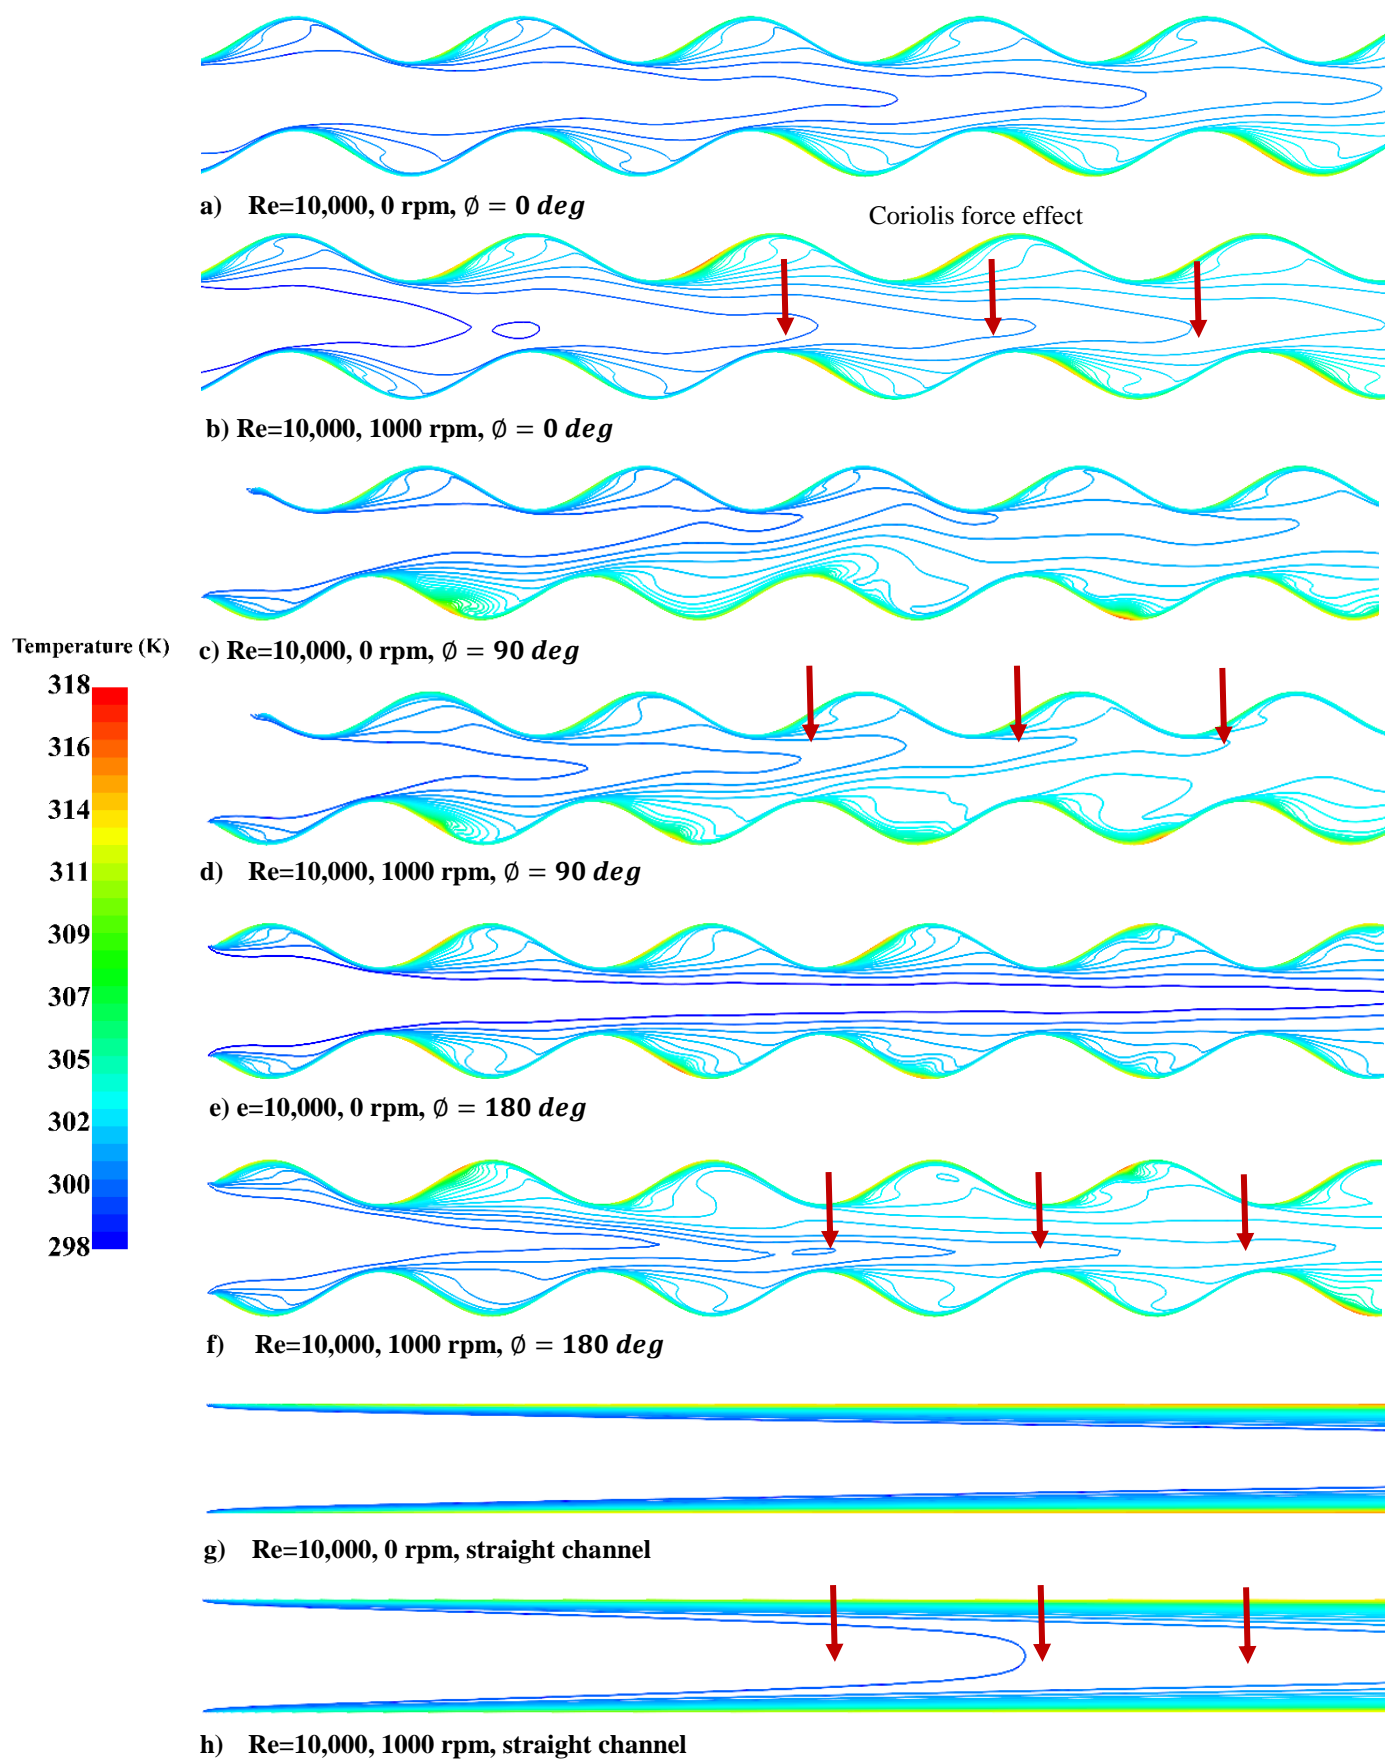 a) Re=10,000, 0 rpm, ∅ = 0 deg
Coriolis force effect
b) Re=10,000, 1000 rpm, ∅ = 0 deg
c) Re=10,000, 0 rpm, ∅ = 90 deg
Temperature (K)
318
316
314
311
309
307
305
302
300
298
d) Re=10,000, 1000 rpm, ∅ = 90 deg
e) e=10,000, 0 rpm, ∅ = 180 deg
f) Re=10,000, 1000 rpm, ∅ = 180 deg
g) Re=10,000, 0 rpm, straight channel
h) Re=10,000, 1000 rpm, straight channel